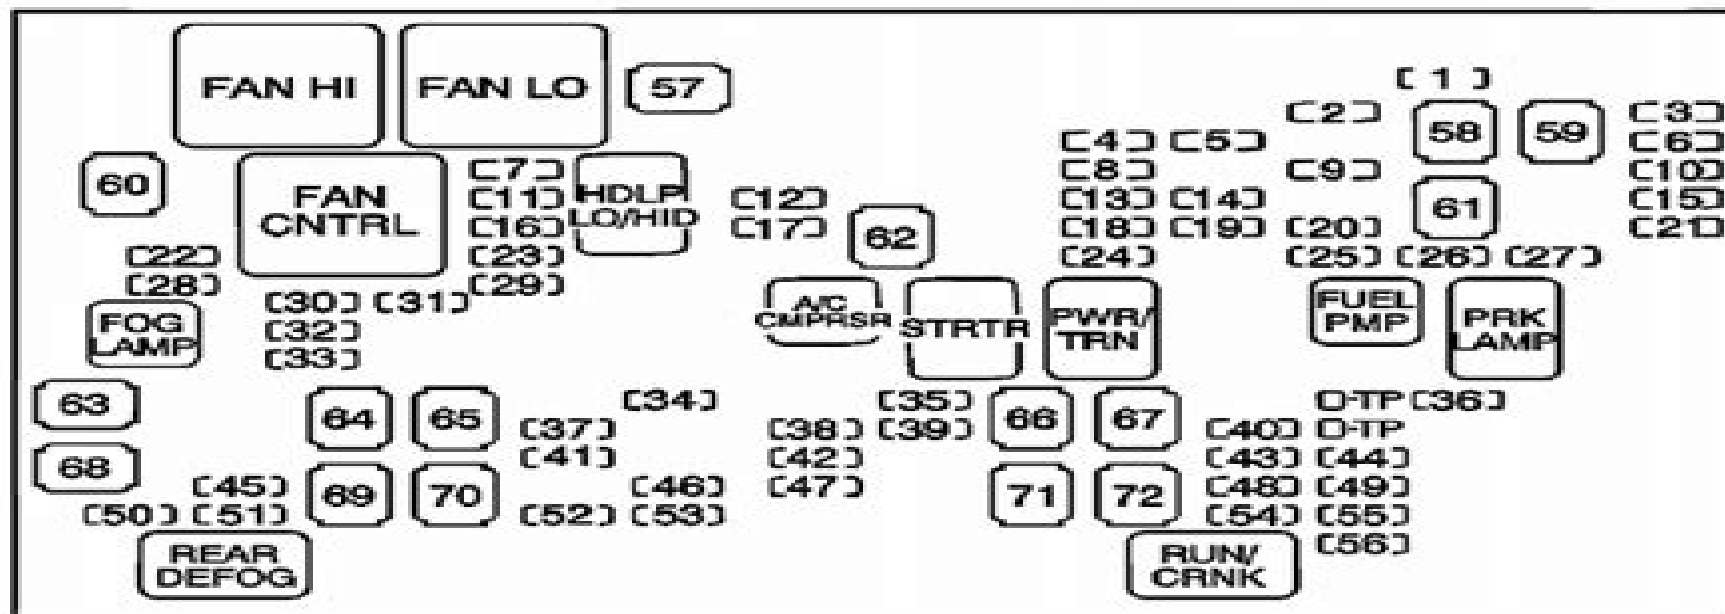 FAN HI
FAN LO
57
[ 1 ]
[2]
58
59
[3]
[4] [5]
[6]
60
FAN
CNTRL
[7]
HDLP
LO/HID
[8]
[9]
[10]
[11]
[12]
[13] [14]
61
[15]
[16]
[17]
62
[18] [19] [20]
[21]
[22]
[23]
[24]
[25] [26] [27]
[28]
[29]
[30] [31]
A/C
CMPRSR
STRTR
PWR/
TRN
FUEL
PMP
PRK
LAMP
FOG
LAMP
[32]
[33]
63
64
65
[34]
[35]
66
67
D-TP [36]
[37]
[38] [39]
[40] D-TP
[41]
[42]
[43] [44]
68
[45]
69
70
[46]
[47]
71
72
[48] [49]
[50] [51]
[52] [53]
[54] [55]
REAR
DEFOG
RUN/
CRNK
[56]